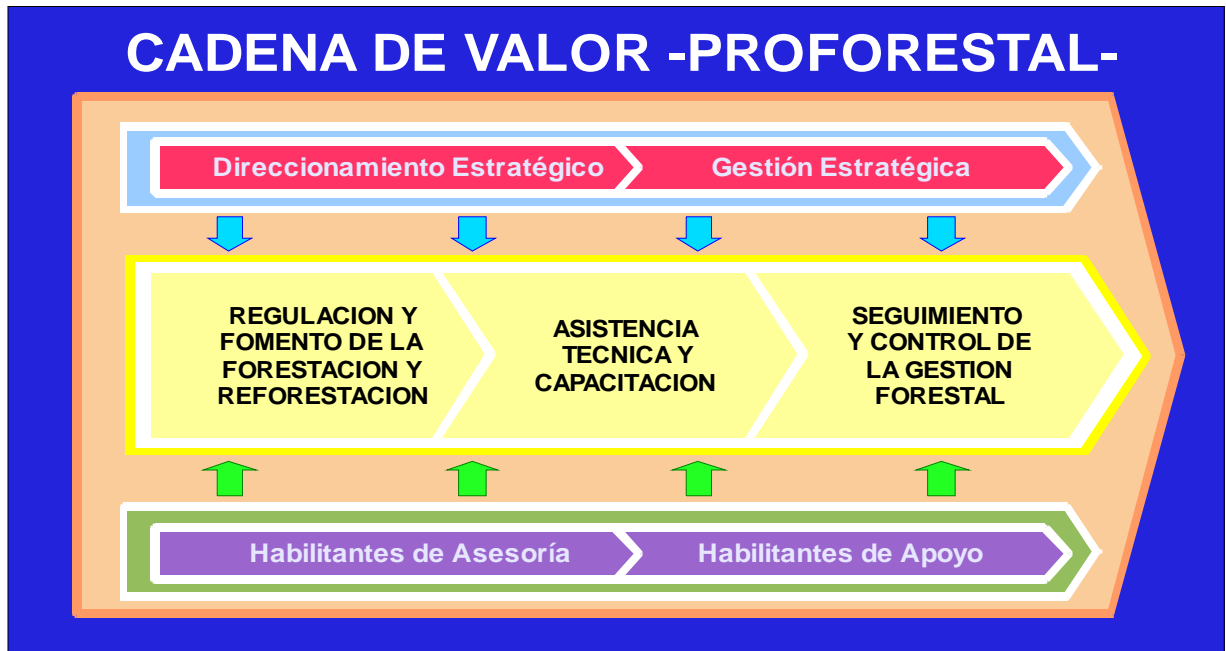 CADENA DE VALOR -PROFORESTAL-
Direccionamiento Estratégico
Gestión Estratégica
REGULACION Y
FOMENTO DE LA
FORESTACION Y
REFORESTACION
ASISTENCIA
TECNICA Y
CAPACITACION
SEGUIMIENTO
Y CONTROL DE
LA GESTION
FORESTAL
Habilitantes de Asesoría
Habilitantes de Apoyo